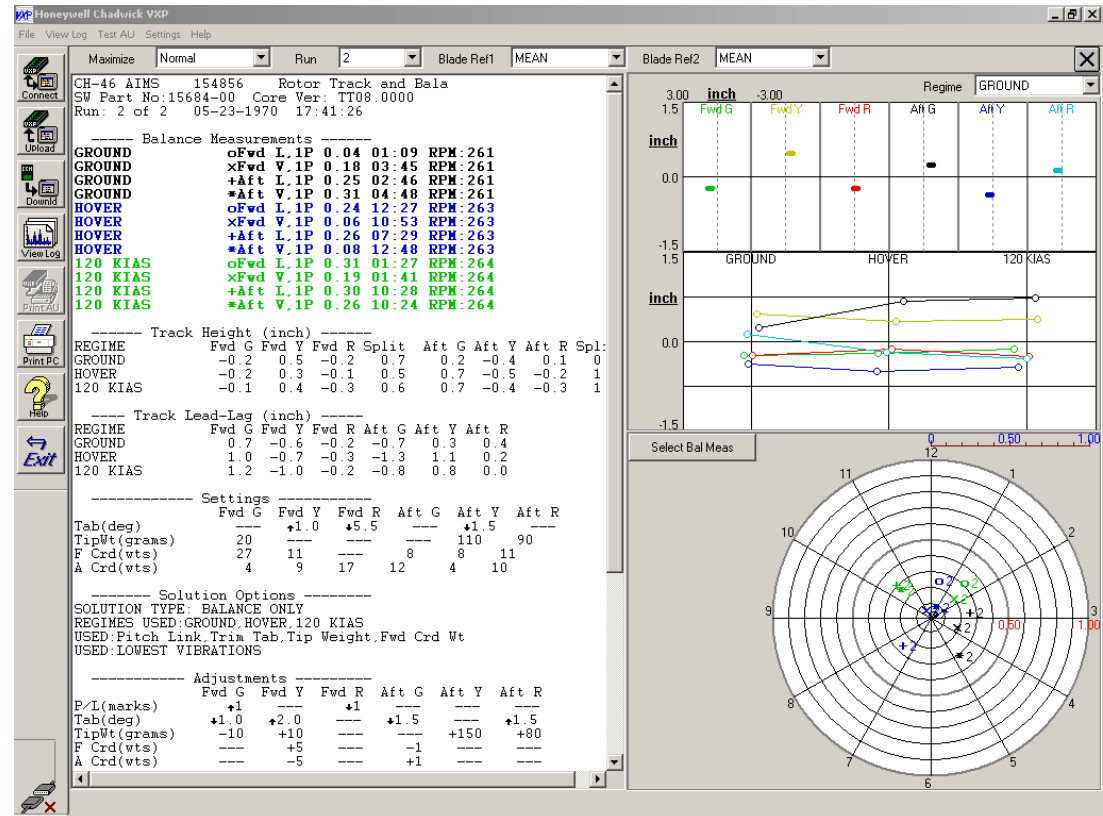 Honeywell Chadwick VXP
File View Log Test AU Settings Help
Maximize Normal Run 2 Blade Ref1 MEAN Blade Ref2 MEAN
Connect
Upload
Downld
View Log
Print AU
Print PC
Help
Exit
CH-46 AIMS 154856 Rotor Track and Bala
SW Part No:15684-00 Core Ver: TT08.0000
Run: 2 of 2 05-23-1970 17:41:26
----- Balance Measurements ------
GROUND oFwd L,1P 0.04 01:09 RPM:261
GROUND xFwd V,1P 0.18 03:45 RPM:261
GROUND +Aft L,1P 0.25 02:46 RPM:261
GROUND *Aft V,1P 0.31 04:48 RPM:261
HOVER oFwd L,1P 0.24 12:27 RPM:263
HOVER xFwd V,1P 0.06 10:53 RPM:263
HOVER +Aft L,1P 0.26 07:29 RPM:263
HOVER *Aft V,1P 0.08 12:48 RPM:263
120 KIAS oFwd L,1P 0.31 01:27 RPM:264
120 KIAS xFwd V,1P 0.19 01:41 RPM:264
120 KIAS +Aft L,1P 0.30 10:28 RPM:264
120 KIAS *Aft V,1P 0.26 10:24 RPM:264
------ Track Height (inch) ------
REGIME Fwd G Fwd Y Fwd R Split Aft G Aft Y Aft R Spl:
GROUND -0.2 0.5 -0.2 0.7 0.2 -0.4 0.1 0
HOVER -0.2 0.3 -0.1 0.5 0.7 -0.5 -0.2 1
120 KIAS -0.1 0.4 -0.3 0.6 0.7 -0.4 -0.3 1
---- Track Lead-Lag (inch) -----
REGIME Fwd G Fwd Y Fwd R Aft G Aft Y Aft R
GROUND 0.7 -0.6 -0.2 -0.7 0.3 0.4
HOVER 1.0 -0.7 -0.3 -1.3 1.1 0.2
120 KIAS 1.2 -1.0 -0.2 -0.8 0.8 0.0
------------ Settings -----------
Fwd G Fwd Y Fwd R Aft G Aft Y Aft R
Tab(deg) --- ↑1.0 ↓5.5 --- ↓1.5 ---
TipWt(grams) 20 --- --- --- 110 90
F Crd(wts) 27 11 --- 8 8 11
A Crd(wts) 4 9 17 12 4 10
-------- Solution Options --------
SOLUTION TYPE: BALANCE ONLY
REGIMES USED:GROUND,HOVER,120 KIAS
USED:Pitch Link,Trim Tab,Tip Weight,Fwd Crd Wt
USED:LOWEST VIBRATIONS
----------- Adjustments ----------
Fwd G Fwd Y Fwd R Aft G Aft Y Aft R
P/L(marks) ↑1 --- ↓1 --- --- ---
Tab(deg) ↓1.0 ↑2.0 --- ↓1.5 --- ↑1.5
TipWt(grams) -10 +10 --- --- +150 +80
F Crd(wts) --- +5 --- -1 --- ---
A Crd(wts) --- -5 --- +1 --- ---
Regime GROUND
3.00 inch -3.00
1.5 Fwd G Fwd Y Fwd R Aft G Aft Y Aft R
inch
0.0
-1.5
1.5 GROUND HOVER 120 KIAS
inch
0.0
-1.5
Select Bal Meas
0 0.50 1.00
12
11 1
10 2
2 2 2
2 2
9 2 3
2 0.50 1.00
2 2
8 4
7 5
6